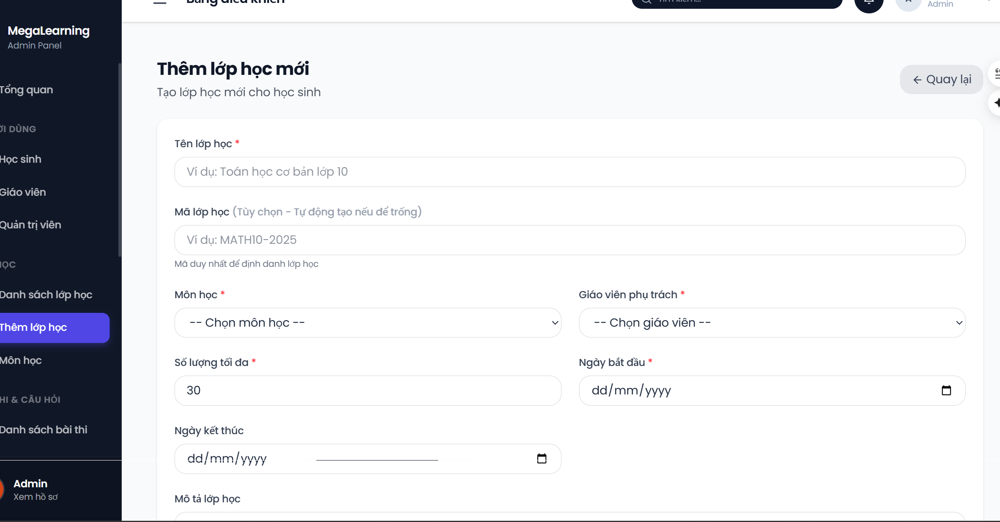 MegaLearning
Admin Panel
Tổng quan
ỜI DÙNG
Học sinh
Giáo viên
Quản trị viên
HỌC
Danh sách lớp học
Thêm lớp học
Môn học
HI & CÂU HỎI
Danh sách bài thi
Admin
Xem hồ sơ
Bảng điều khiển
Tìm kiếm...
A
Admin
Thêm lớp học mới
Tạo lớp học mới cho học sinh
← Quay lại
Tên lớp học *
Ví dụ: Toán học cơ bản lớp 10
Mã lớp học (Tùy chọn - Tự động tạo nếu để trống)
Ví dụ: MATH10-2025
Mã duy nhất để định danh lớp học
Môn học *
-- Chọn môn học --
Giáo viên phụ trách *
-- Chọn giáo viên --
Số lượng tối đa *
30
Ngày bắt đầu *
dd/mm/yyyy
Ngày kết thúc
dd/mm/yyyy
Mô tả lớp học